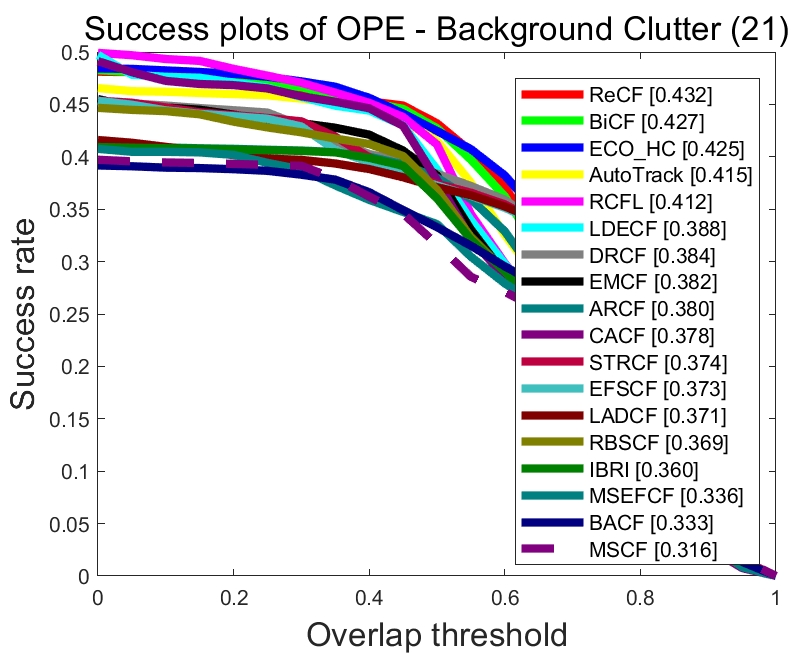 Success plots of OPE - Background Clutter (21)
Success rate
0.5
0.45
0.4
0.35
0.3
0.25
0.2
0.15
0.1
0.05
0
ReCF [0.432]
BiCF [0.427]
ECO_HC [0.425]
AutoTrack [0.415]
RCFL [0.412]
LDECF [0.388]
DRCF [0.384]
EMCF [0.382]
ARCF [0.380]
CACF [0.378]
STRCF [0.374]
EFSCF [0.373]
LADCF [0.371]
RBSCF [0.369]
IBRI [0.360]
MSEFCF [0.336]
BACF [0.333]
MSCF [0.316]
0 0.2 0.4 0.6 0.8 1
Overlap threshold